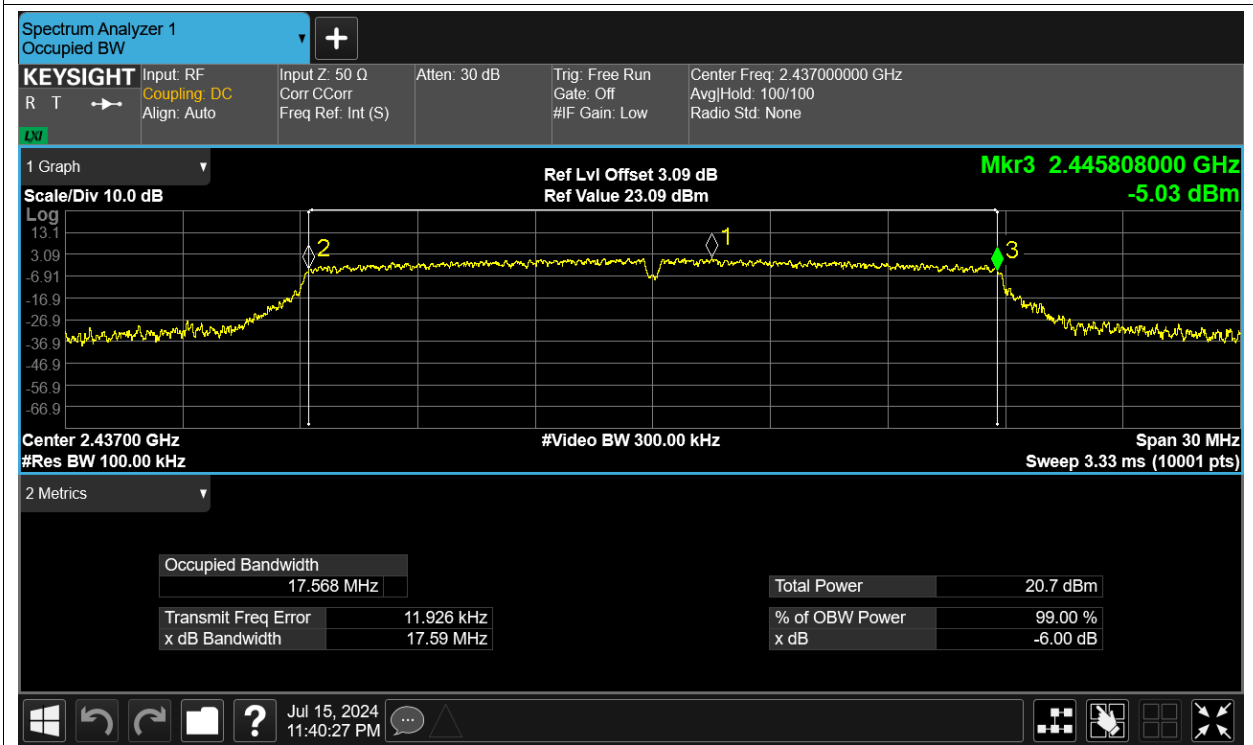 Spectrum Analyzer 1
Occupied BW
KEYSIGHT
R T
LXI
Input: RF
Coupling: DC
Align: Auto
Input Z: 50 Ω
Corr CCorr
Freq Ref: Int (S)
Atten: 30 dB
Trig: Free Run
Gate: Off
#IF Gain: Low
Center Freq: 2.437000000 GHz
Avg|Hold: 100/100
Radio Std: None
1 Graph
Scale/Div 10.0 dB
Ref Lvl Offset 3.09 dB
Ref Value 23.09 dBm
Mkr3 2.445808000 GHz
-5.03 dBm
Log
13.1
3.09
-6.91
-16.9
-26.9
-36.9
-46.9
-56.9
-66.9
2
1
3
Center 2.43700 GHz
#Res BW 100.00 kHz
#Video BW 300.00 kHz
Span 30 MHz
Sweep 3.33 ms (10001 pts)
2 Metrics
Occupied Bandwidth
17.568 MHz
Transmit Freq Error 11.926 kHz
x dB Bandwidth 17.59 MHz
Total Power 20.7 dBm
% of OBW Power 99.00 %
x dB -6.00 dB
?
Jul 15, 2024
11:40:27 PM